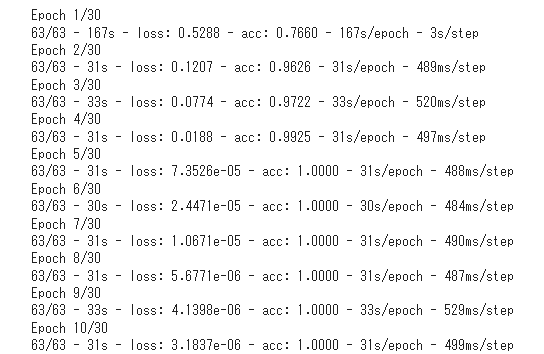 Epoch 1/30
63/63 - 167s - loss: 0.5288 - acc: 0.7660 - 167s/epoch - 3s/step
Epoch 2/30
63/63 - 31s - loss: 0.1207 - acc: 0.9626 - 31s/epoch - 489ms/step
Epoch 3/30
63/63 - 33s - loss: 0.0774 - acc: 0.9722 - 33s/epoch - 520ms/step
Epoch 4/30
63/63 - 31s - loss: 0.0188 - acc: 0.9925 - 31s/epoch - 497ms/step
Epoch 5/30
63/63 - 31s - loss: 7.3526e-05 - acc: 1.0000 - 31s/epoch - 488ms/step
Epoch 6/30
63/63 - 30s - loss: 2.4471e-05 - acc: 1.0000 - 30s/epoch - 484ms/step
Epoch 7/30
63/63 - 31s - loss: 1.0671e-05 - acc: 1.0000 - 31s/epoch - 490ms/step
Epoch 8/30
63/63 - 31s - loss: 5.6771e-06 - acc: 1.0000 - 31s/epoch - 487ms/step
Epoch 9/30
63/63 - 33s - loss: 4.1398e-06 - acc: 1.0000 - 33s/epoch - 529ms/step
Epoch 10/30
63/63 - 31s - loss: 3.1837e-06 - acc: 1.0000 - 31s/epoch - 499ms/step